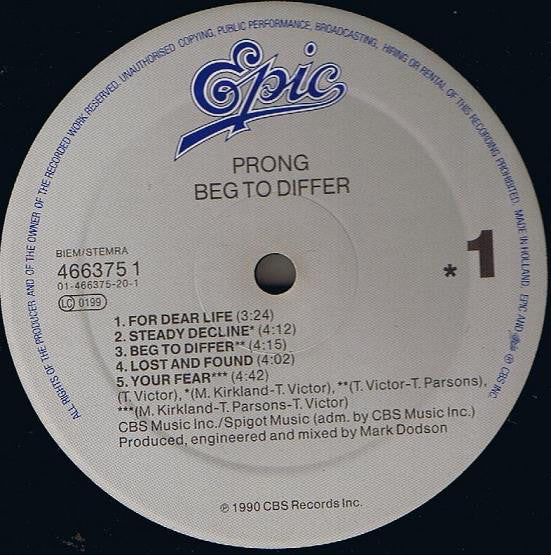 ALL RIGHTS OF THE PRODUCER AND OF THE OWNER OF THE RECORDED WORK RESERVED. UNAUTHORISED COPYING, PUBLIC PERFORMANCE, BROADCASTING, HIRING OR RENTAL OF THIS RECORDING PROHIBITED. MADE IN HOLLAND. EPIC AND
℗ CBS INC.
Epic
PRONG
BEG TO DIFFER
BIEM/STEMRA
466375 1
01-466375-20-1
LC 0199
* 1
1. FOR DEAR LIFE (3:24)
2. STEADY DECLINE* (4:12)
3. BEG TO DIFFER** (4:15)
4. LOST AND FOUND (4:02)
5. YOUR FEAR*** (4:42)
(T. Victor), *(M. Kirkland-T. Victor), **(T. Victor-T. Parsons),
***(M. Kirkland-T. Parsons-T. Victor)
CBS Music Inc./Spigot Music (adm. by CBS Music Inc.)
Produced, engineered and mixed by Mark Dodson
℗ 1990 CBS Records Inc.